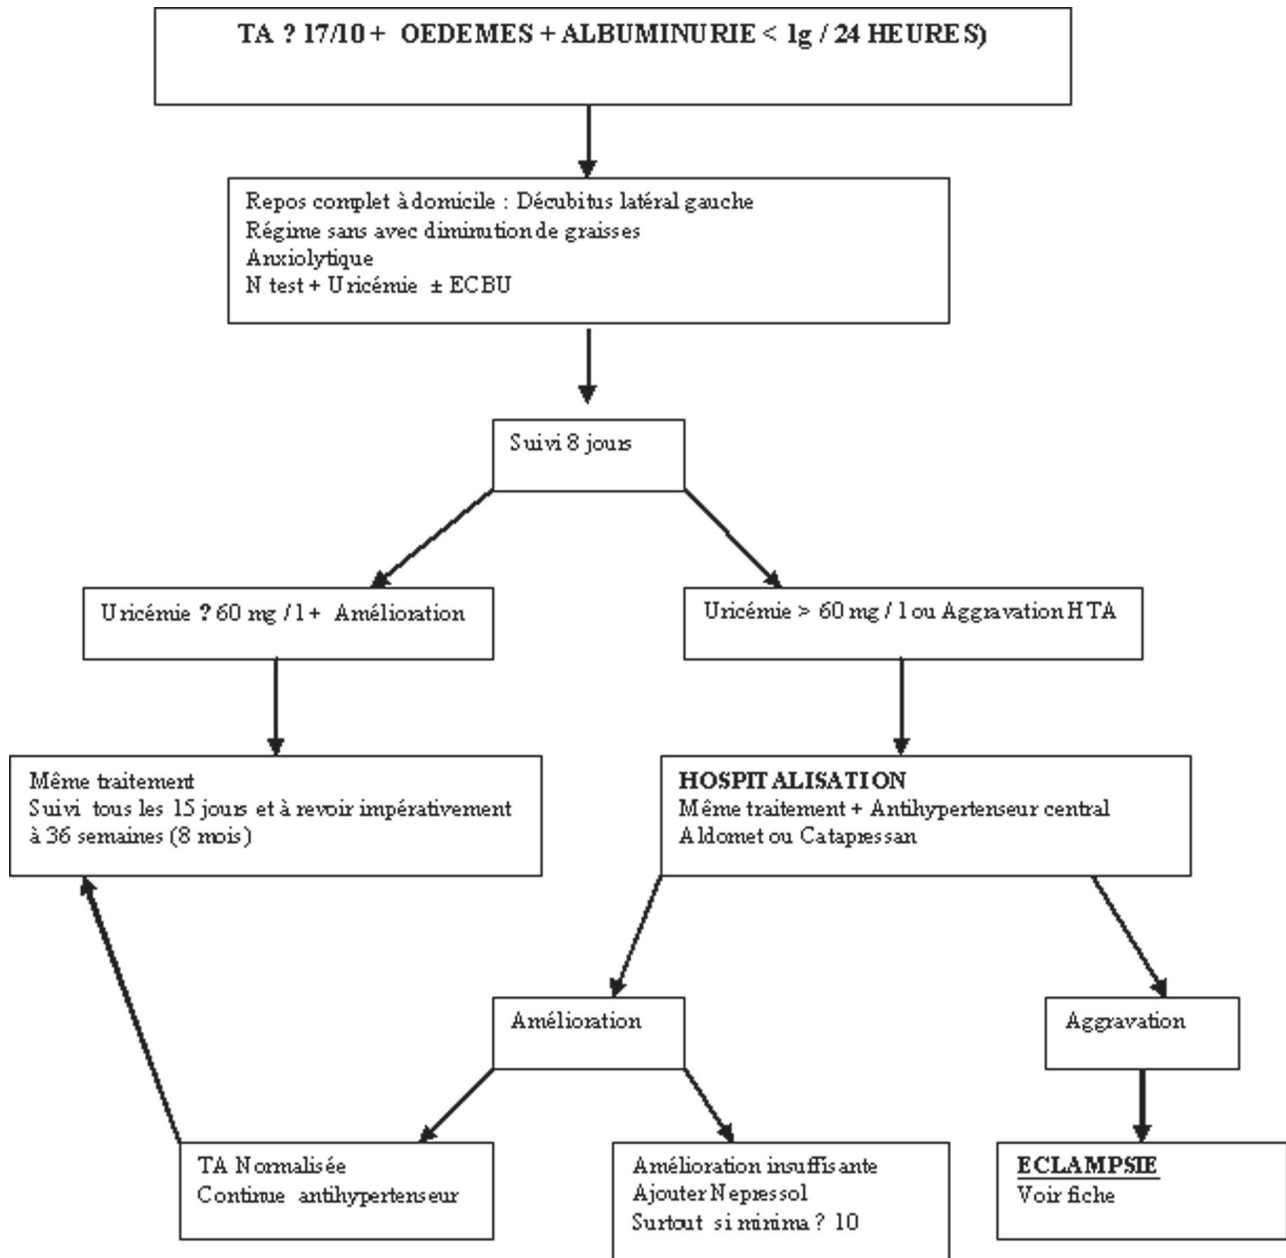 TA ? 17/10 + OEDEMES + ALBUMINURIE < 1g / 24 HEURES)
Repos complet à domicile : Décubitus latéral gauche
Régime sans avec diminution de graisses
Anxiolytique
N test + Uricémie ± ECBU
Suivi 8 jours
Uricémie ? 60 mg / l + Amélioration
Uricémie > 60 mg / l ou Aggravation HTA
Même traitement
Suivi tous les 15 jours et à revoir impérativement
à 36 semaines (8 mois)
HOSPITALISATION
Même traitement + Antihypertenseur central
Aldomet ou Catapressan
Amélioration
Aggravation
TA Normalisée
Continue antihypertenseur
Amélioration insuffisante
Ajouter Nepressol
Surtout si minima ? 10
ECLAMPSIE
Voir fiche